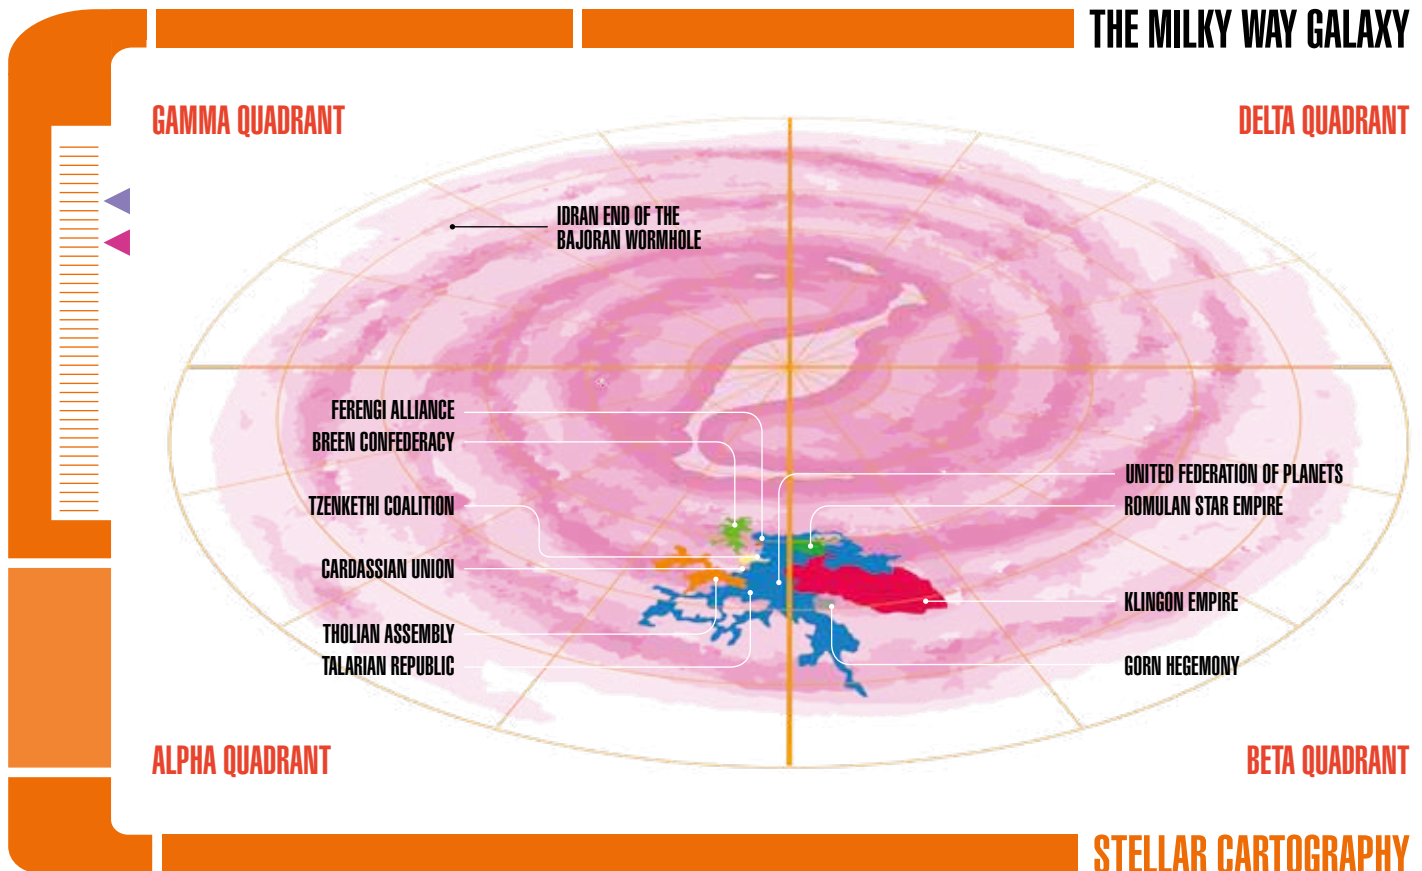 THE MILKY WAY GALAXY
GAMMA QUADRANT
DELTA QUADRANT
IDRAN END OF THE
BAJORAN WORMHOLE
FERENGI ALLIANCE
BREEN CONFEDERACY
TZENKETHI COALITION
CARDASSIAN UNION
THOLIAN ASSEMBLY
TALARIAN REPUBLIC
UNITED FEDERATION OF PLANETS
ROMULAN STAR EMPIRE
KLINGON EMPIRE
GORN HEGEMONY
ALPHA QUADRANT
BETA QUADRANT
STELLAR CARTOGRAPHY